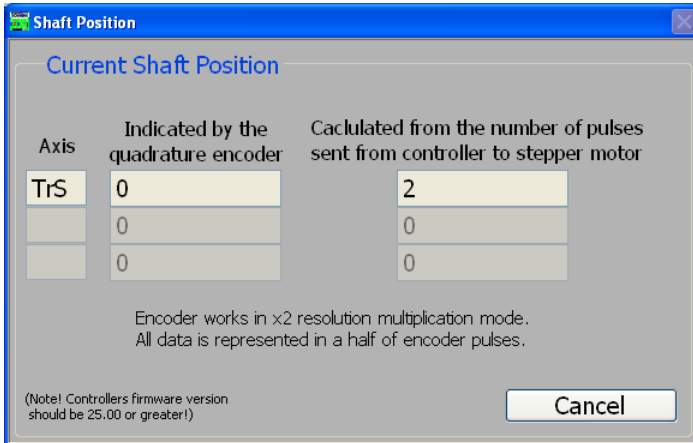 Shaft Position
Current Shaft Position
Axis
Indicated by the
quadrature encoder
Caclulated from the number of pulses
sent from controller to stepper motor
TrS 0 2
0 0
0 0
Encoder works in x2 resolution multiplication mode.
All data is represented in a half of encoder pulses.
(Note! Controllers firmware version
should be 25.00 or greater!)
Cancel